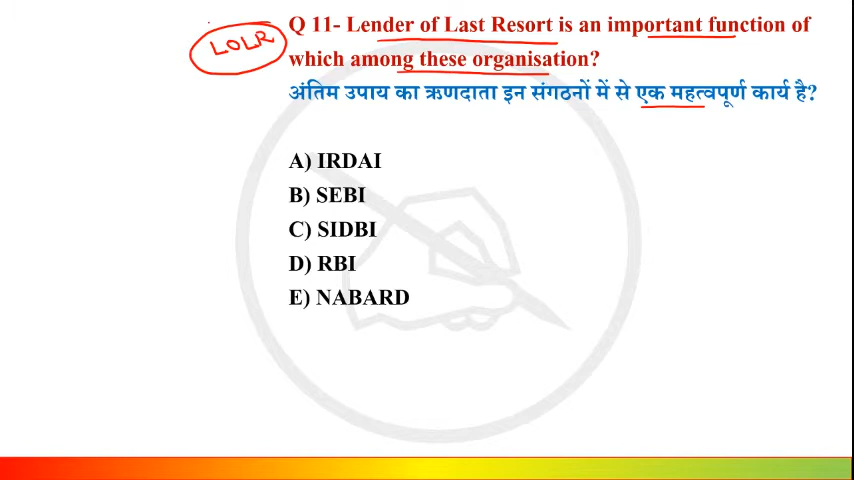 LOLR
Q 11- Lender of Last Resort is an important function of
which among these organisation?
अंतिम उपाय का ऋणदाता इन संगठनों में से एक महत्वपूर्ण कार्य है?
A) IRDAI
B) SEBI
C) SIDBI
D) RBI
E) NABARD